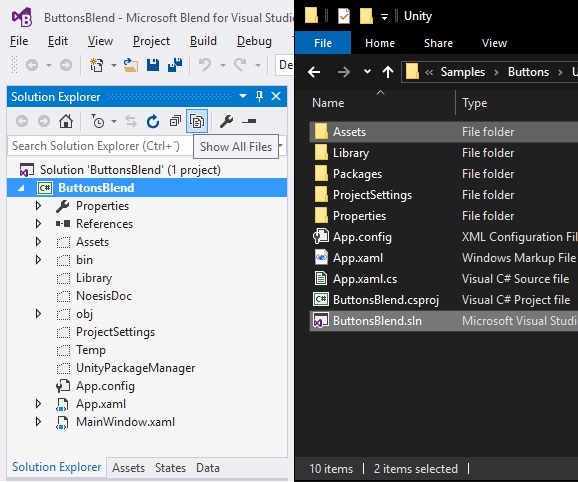 ButtonsBlend - Microsoft Blend for Visual Studi
File Edit View Project Build Debug
De
Solution Explorer
Search Solution Explorer (Ctrl+`)
Show All Files
Solution 'ButtonsBlend' (1 project)
C# ButtonsBlend
Properties
References
Assets
bin
Library
NoesisDoc
obj
ProjectSettings
Temp
UnityPackageManager
App.config
App.xaml
MainWindow.xaml
Solution Explorer Assets States Data
Unity
File Home Share View
« Samples > Buttons > U
Name Type
Assets File folder
Library File folder
Packages File folder
ProjectSettings File folder
Properties File folder
App.config XML Configuration Fil
App.xaml Windows Markup File
App.xaml.cs Visual C# Source file
ButtonsBlend.csproj Visual C# Project file
ButtonsBlend.sln Microsoft Visual Studi
10 items 2 items selected